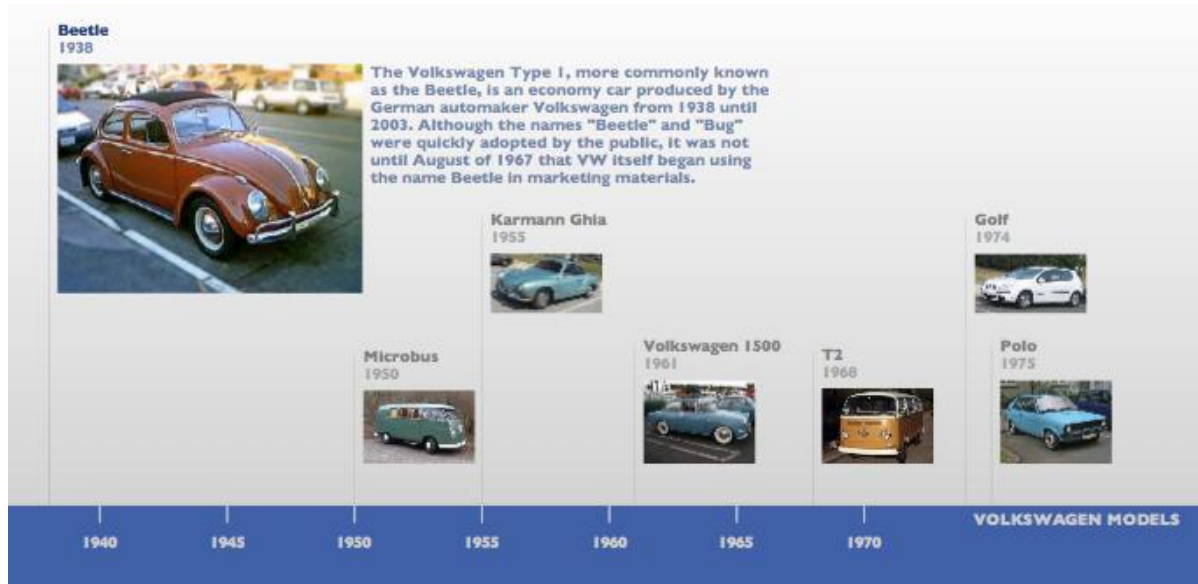 Beetle
1938
The Volkswagen Type 1, more commonly known
as the Beetle, is an economy car produced by the
German automaker Volkswagen from 1938 until
2003. Although the names "Beetle" and "Bug"
were quickly adopted by the public, it was not
until August of 1967 that VW itself began using
the name Beetle in marketing materials.
Karmann Ghia
1955
Golf
1974
Microbus
1950
Volkswagen 1500
1961
T2
1968
Polo
1975
VOLKSWAGEN MODELS
1940 1945 1950 1955 1960 1965 1970